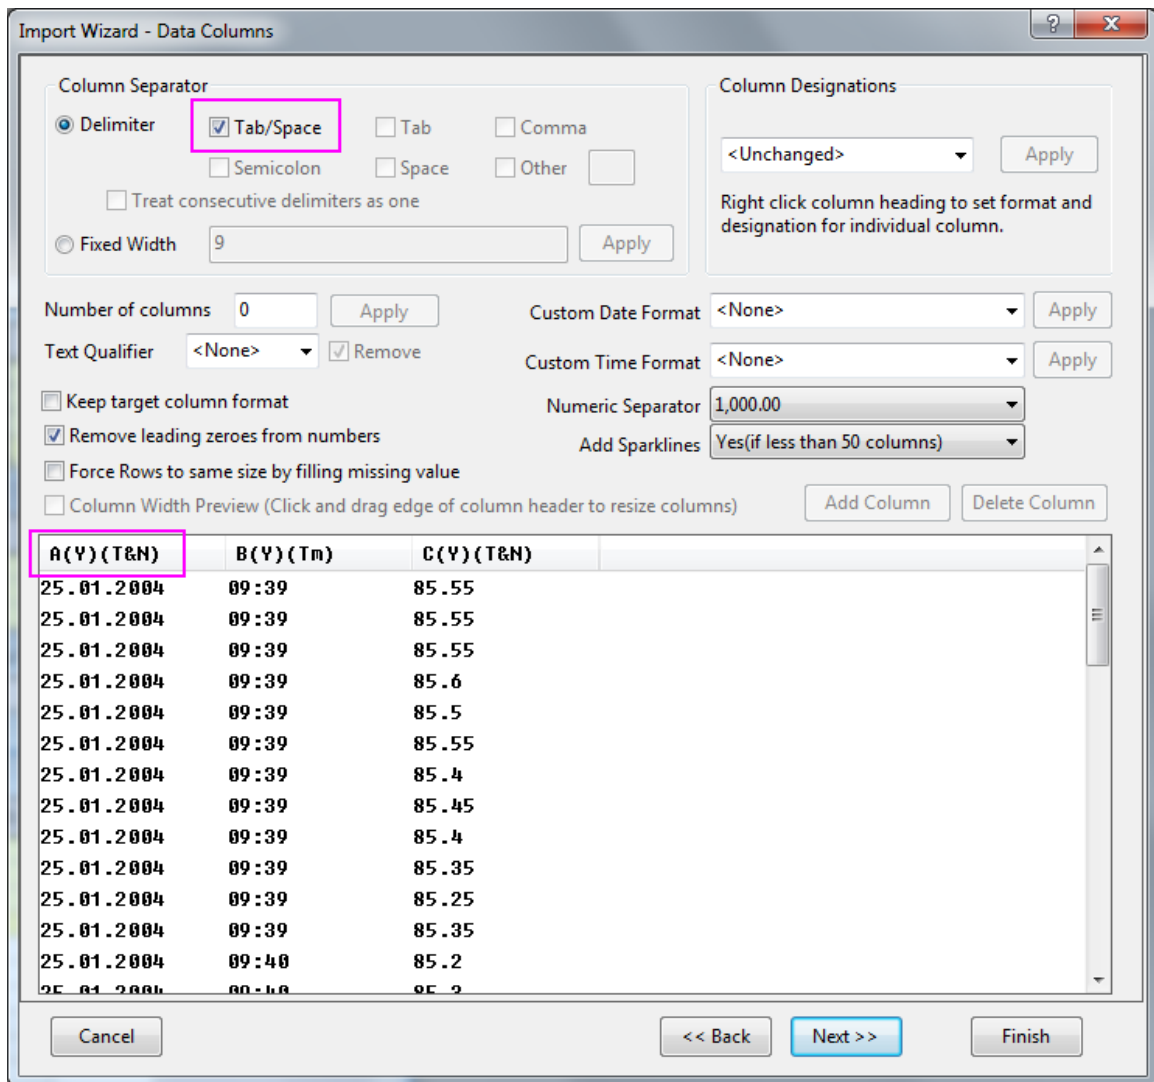 Import Wizard - Data Columns
Column Separator
Delimiter
Tab/Space
Tab
Comma
Semicolon
Space
Other
Treat consecutive delimiters as one
Fixed Width
9
Apply
Column Designations
<Unchanged>
Apply
Right click column heading to set format and
designation for individual column.
Number of columns
0
Apply
Custom Date Format
<None>
Apply
Text Qualifier
<None>
Remove
Custom Time Format
<None>
Apply
Keep target column format
Numeric Separator
1,000.00
Remove leading zeroes from numbers
Add Sparklines
Yes(if less than 50 columns)
Force Rows to same size by filling missing value
Column Width Preview (Click and drag edge of column header to resize columns)
Add Column
Delete Column
A(Y)(T&N) B(Y)(Tm) C(Y)(T&N)
25.01.2004 09:39 85.55
25.01.2004 09:39 85.55
25.01.2004 09:39 85.55
25.01.2004 09:39 85.6
25.01.2004 09:39 85.5
25.01.2004 09:39 85.55
25.01.2004 09:39 85.4
25.01.2004 09:39 85.45
25.01.2004 09:39 85.4
25.01.2004 09:39 85.35
25.01.2004 09:39 85.25
25.01.2004 09:39 85.35
25.01.2004 09:40 85.2
Cancel
<< Back
Next >>
Finish